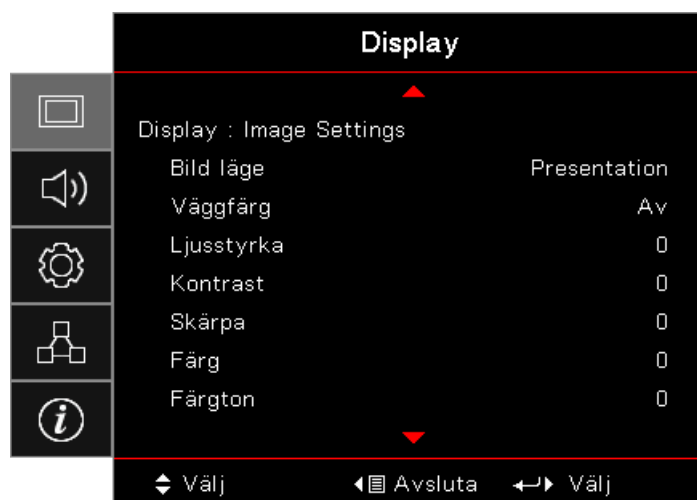 Display
Display : Image Settings
Bild läge Presentation
Väggfärg Av
Ljusstyrka 0
Kontrast 0
Skärpa 0
Färg 0
Färgton 0
Välj Avsluta Välj